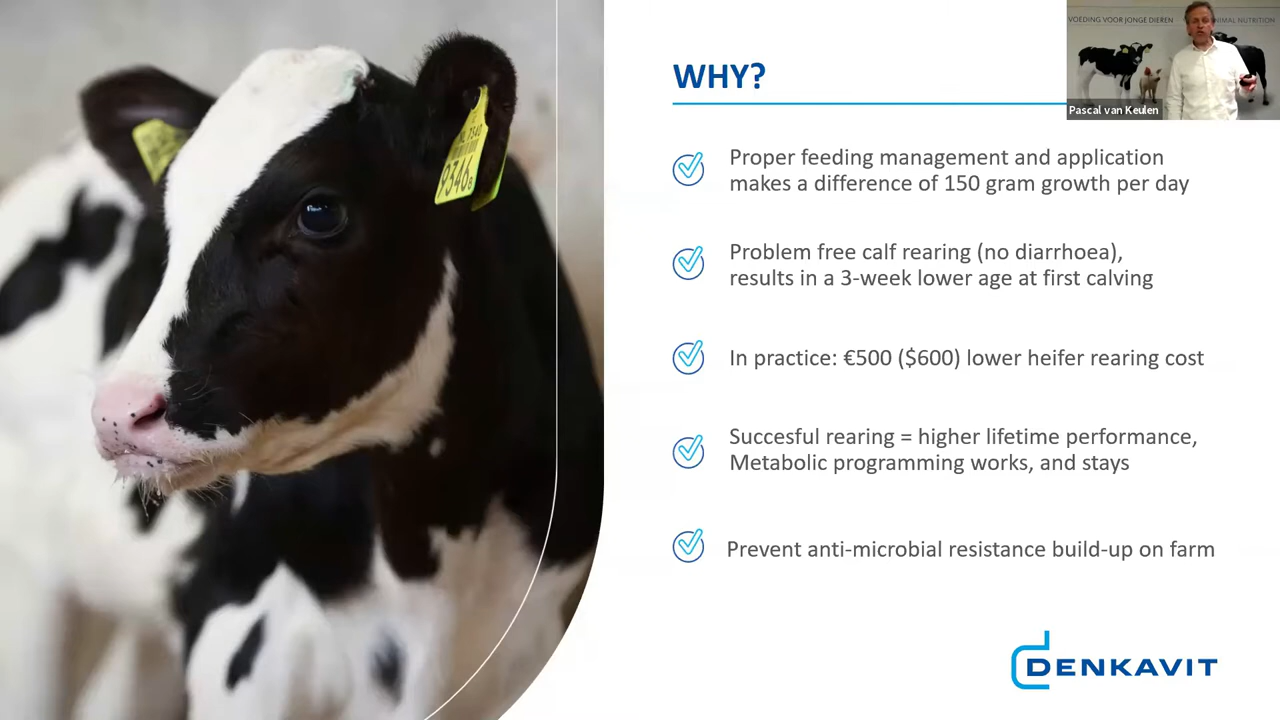 VOEDING VOOR JONGE DIEREN
NIMAL NUTRITION
Pascal van Keulen
WHY?
Proper feeding management and application
makes a difference of 150 gram growth per day
Problem free calf rearing (no diarrhoea),
results in a 3-week lower age at first calving
In practice: €500 ($600) lower heifer rearing cost
Succesful rearing = higher lifetime performance,
Metabolic programming works, and stays
Prevent anti-microbial resistance build-up on farm
9346
DENKAVIT